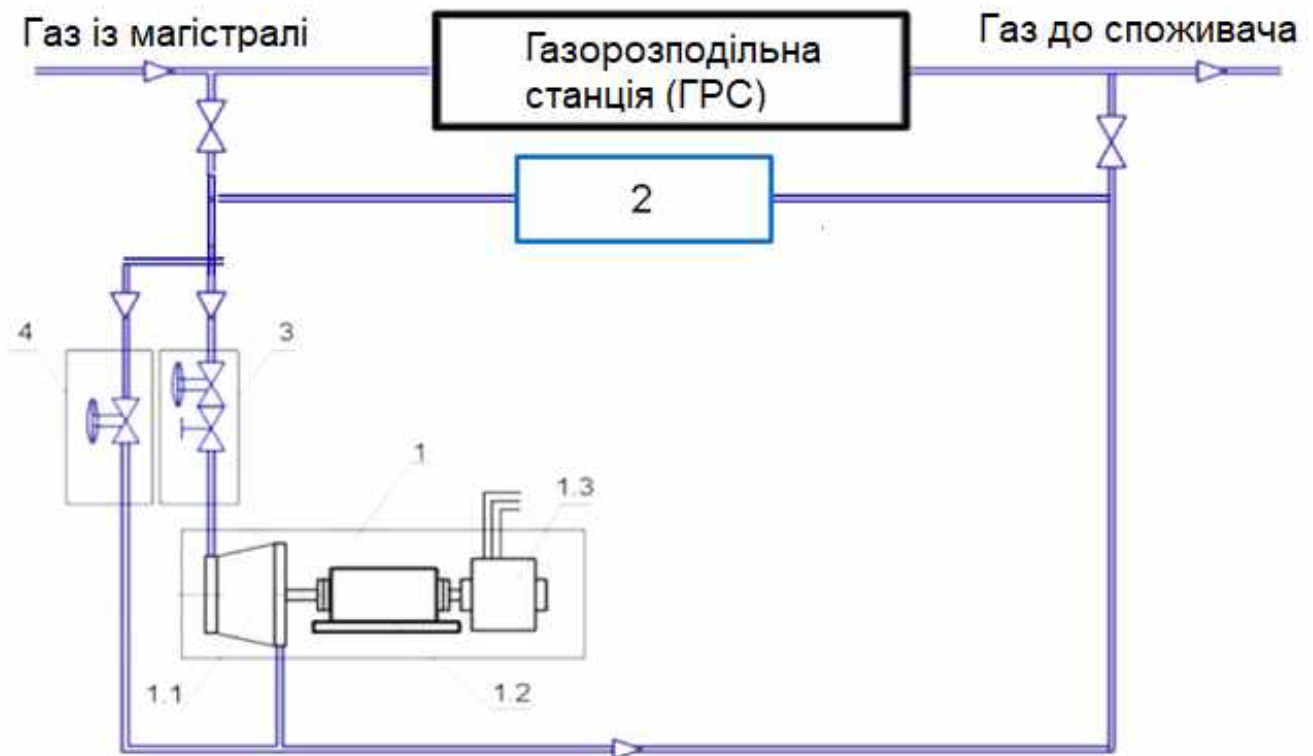 Газ із магістралі
Газорозподільна
станція (ГРС)
Газ до споживача
2
4
3
1
1.3
1.1
1.2